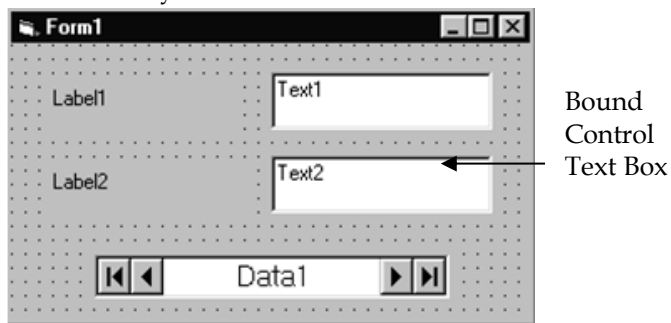 Form1
Label1
Text1
Bound
Control
Text Box
Label2
Text2
Data1